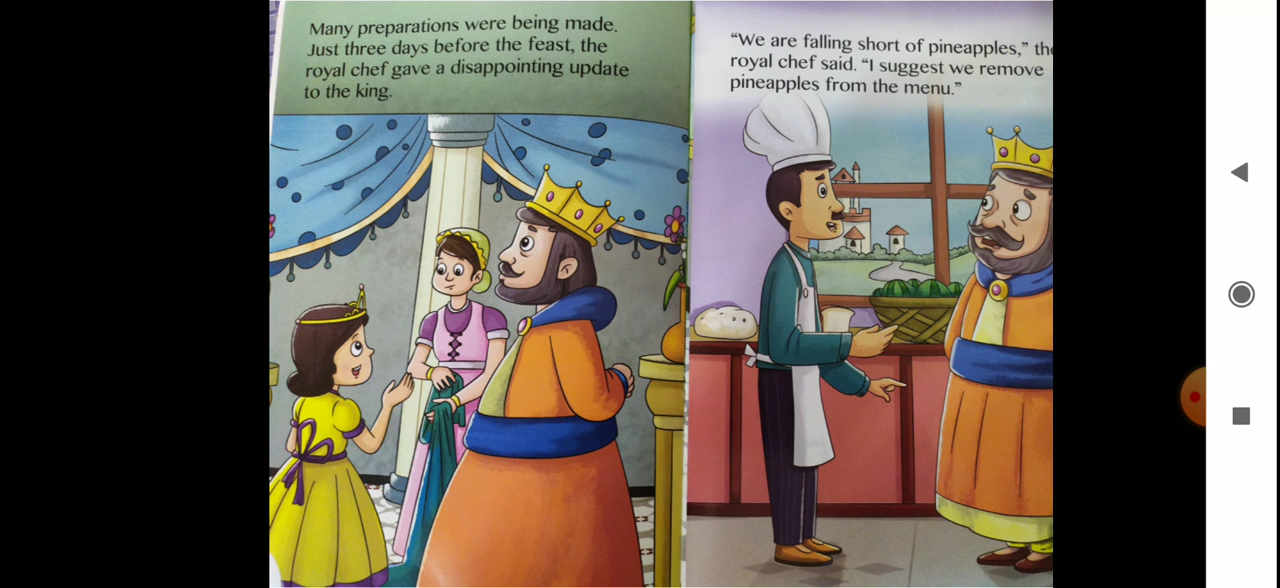 Many preparations were being made.
Just three days before the feast, the
royal chef gave a disappointing update
to the king.
“We are falling short of pineapples,”
royal chef said. “I suggest we remove
pineapples from the menu.”